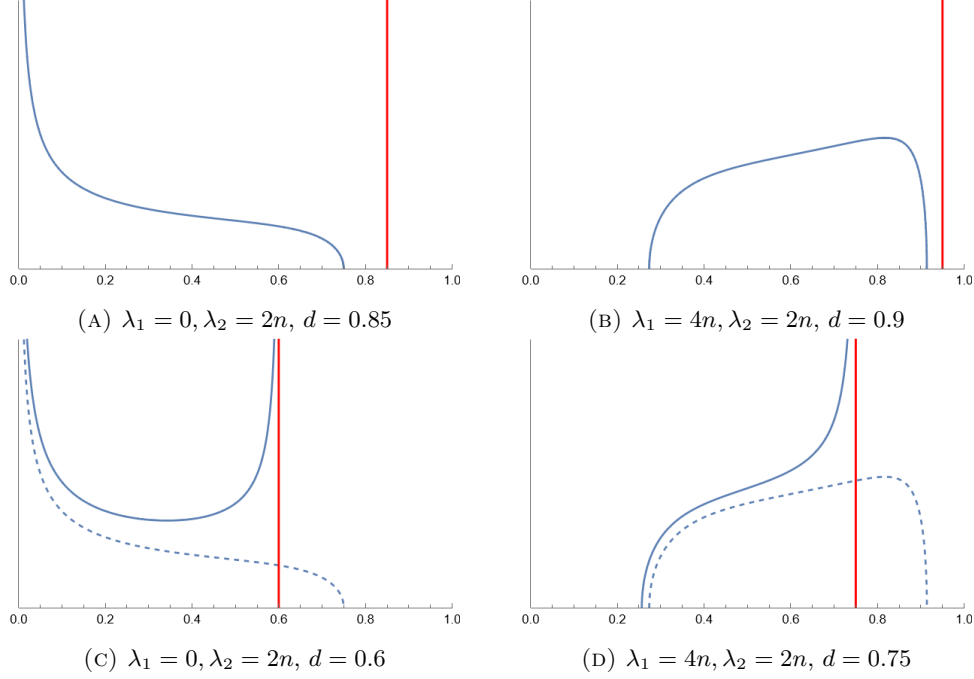 0.0 0.2 0.4 0.6 0.8 1.0
0.0 0.2 0.4 0.6 0.8 1.0
(A) λ₁ = 0, λ₂ = 2n, d = 0.85
(B) λ₁ = 4n, λ₂ = 2n, d = 0.9
0.0 0.2 0.4 0.6 0.8 1.0
0.0 0.2 0.4 0.6 0.8 1.0
(C) λ₁ = 0, λ₂ = 2n, d = 0.6
(D) λ₁ = 4n, λ₂ = 2n, d = 0.75